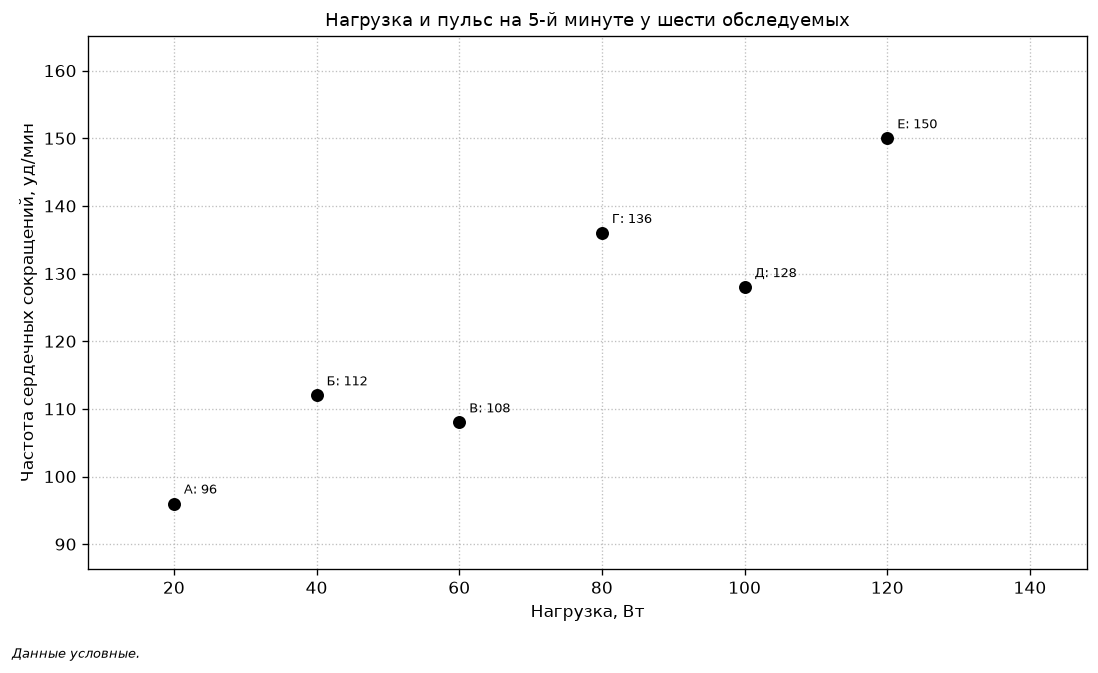 Нагрузка и пульс на 5-й минуте у шести обследуемых
Частота сердечных сокращений, уд/мин
160
150
140
130
120
110
100
90
Е: 150
Г: 136
Д: 128
Б: 112
В: 108
А: 96
20 40 60 80 100 120 140
Нагрузка, Вт
Данные условные.